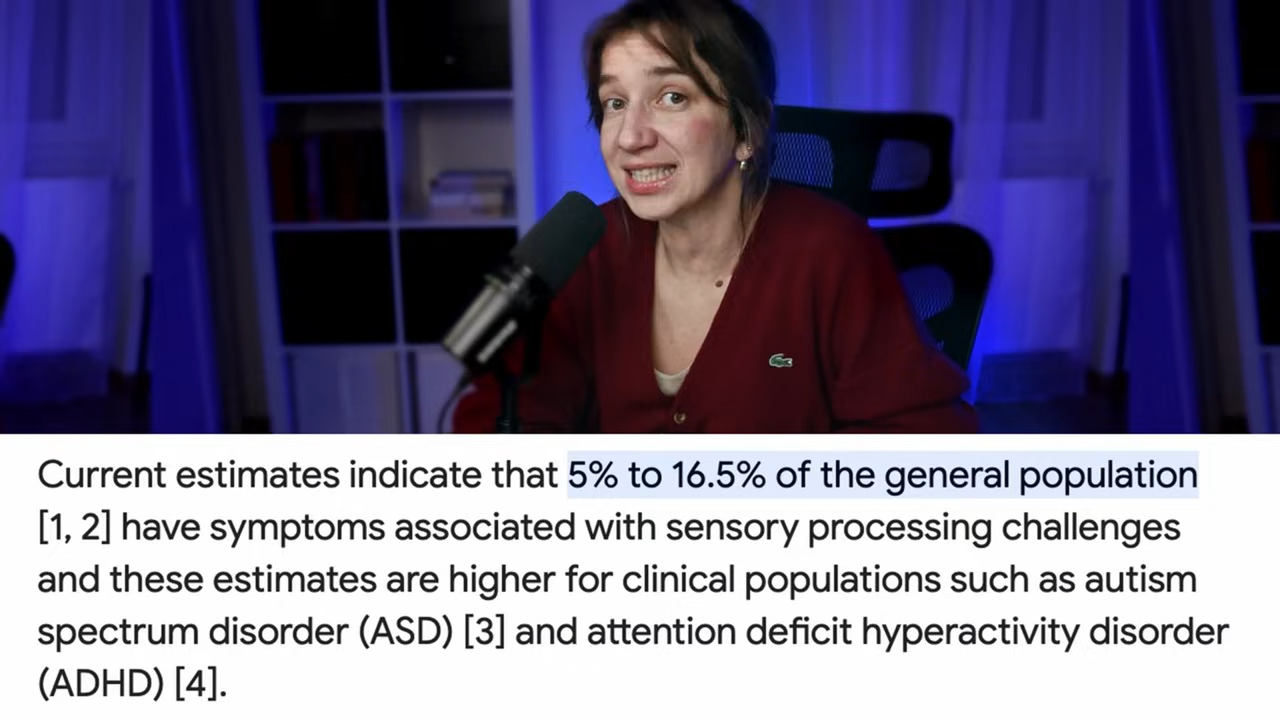 Current estimates indicate that 5% to 16.5% of the general population
[1, 2] have symptoms associated with sensory processing challenges
and these estimates are higher for clinical populations such as autism
spectrum disorder (ASD) [3] and attention deficit hyperactivity disorder
(ADHD) [4].